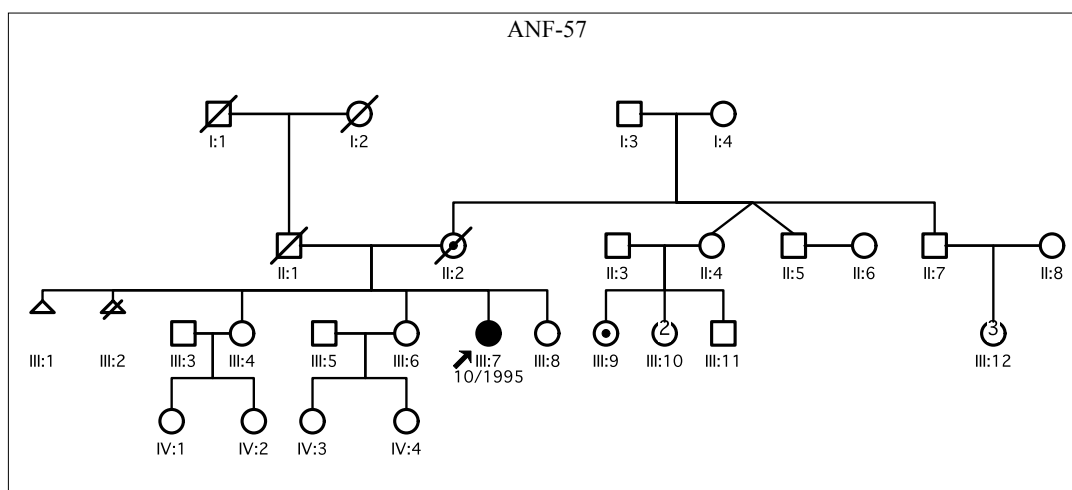 ANF-57
I:1 I:2 I:3 I:4
II:1 II:2 II:3 II:4 II:5 II:6 II:7 II:8
2 3
III:1 III:2 III:3 III:4 III:5 III:6 III:7 III:8 III:9 III:10 III:11 III:12
10/1995
IV:1 IV:2 IV:3 IV:4